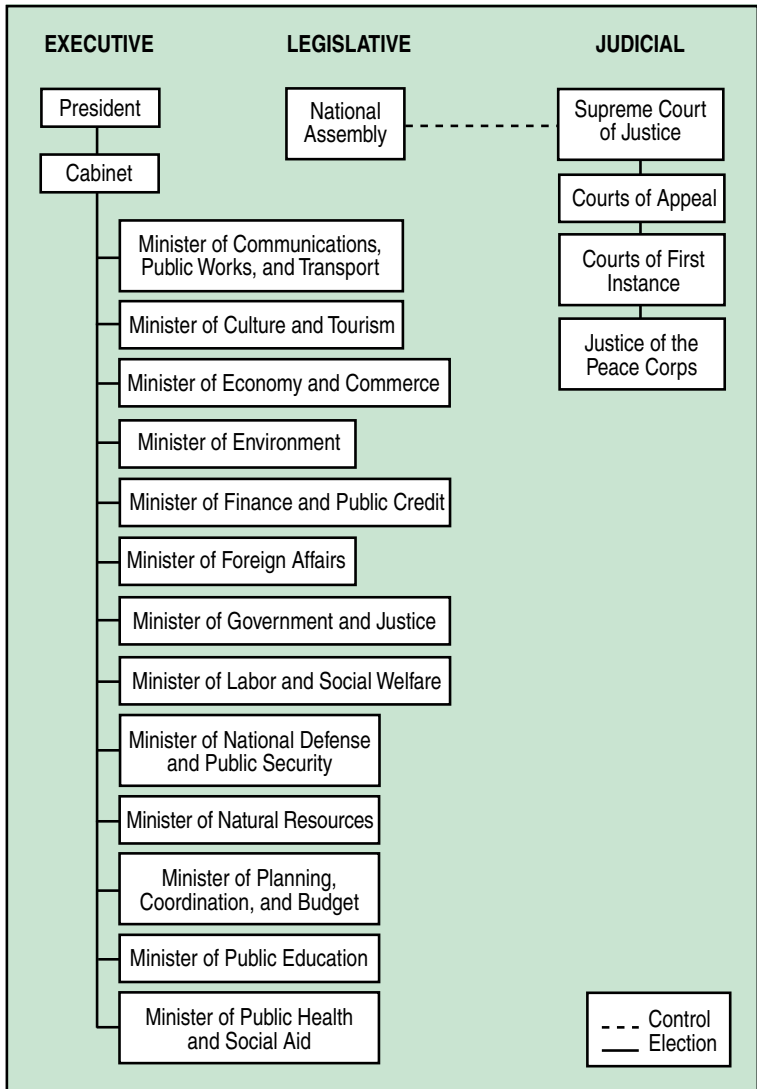 EXECUTIVE
LEGISLATIVE
JUDICIAL
President
Cabinet
Minister of Communications,
Public Works, and Transport
Minister of Culture and Tourism
Minister of Economy and Commerce
Minister of Environment
Minister of Finance and Public Credit
Minister of Foreign Affairs
Minister of Government and Justice
Minister of Labor and Social Welfare
Minister of National Defense
and Public Security
Minister of Natural Resources
Minister of Planning,
Coordination, and Budget
Minister of Public Education
Minister of Public Health
and Social Aid
National
Assembly
Supreme Court
of Justice
Courts of Appeal
Courts of First
Instance
Justice of the
Peace Corps
Control
Election